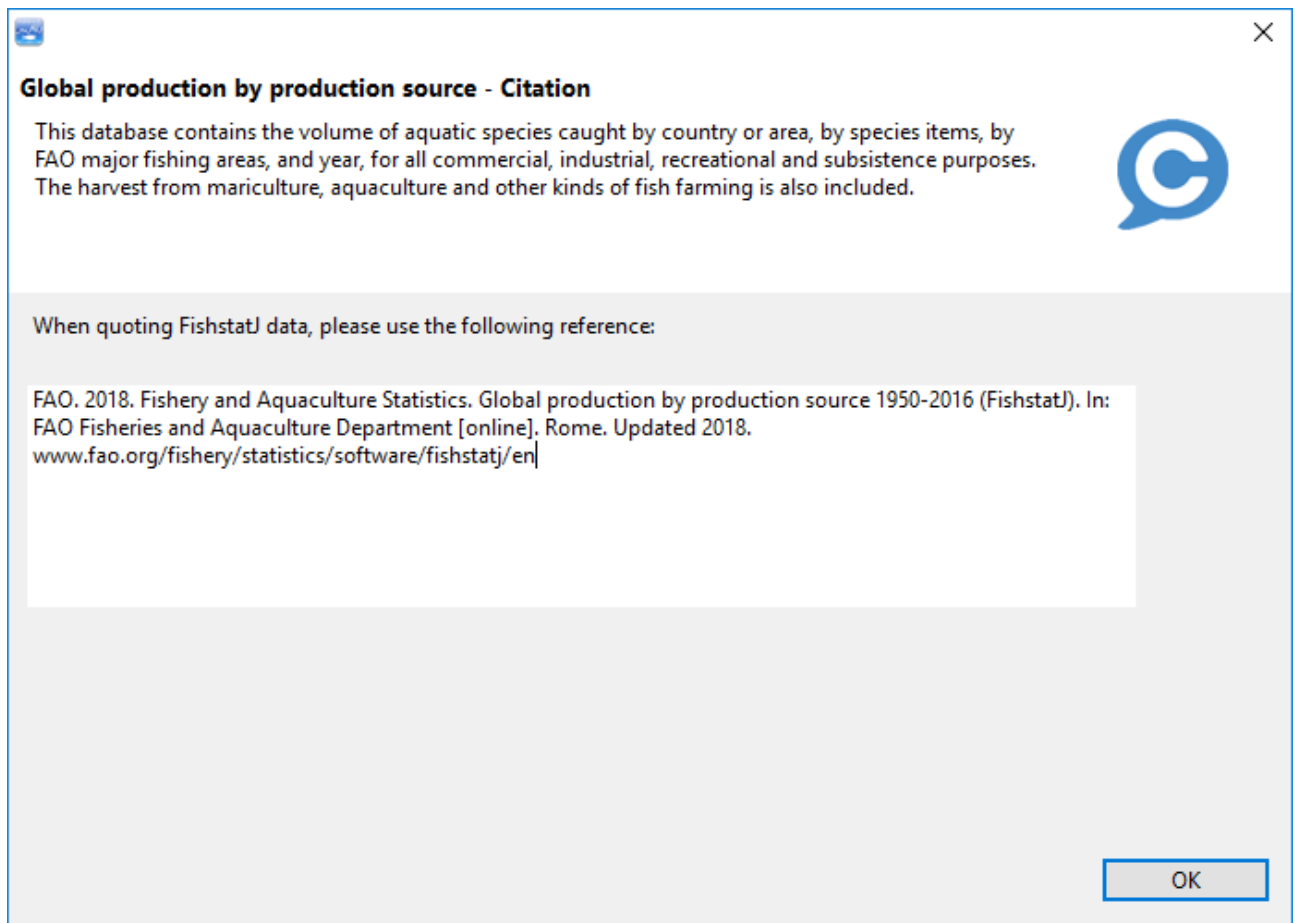 Global production by production source - Citation
This database contains the volume of aquatic species caught by country or area, by species items, by
FAO major fishing areas, and year, for all commercial, industrial, recreational and subsistence purposes.
The harvest from mariculture, aquaculture and other kinds of fish farming is also included.
When quoting FishstatJ data, please use the following reference:
FAO. 2018. Fishery and Aquaculture Statistics. Global production by production source 1950-2016 (FishstatJ). In:
FAO Fisheries and Aquaculture Department [online]. Rome. Updated 2018.
www.fao.org/fishery/statistics/software/fishstatj/en
OK